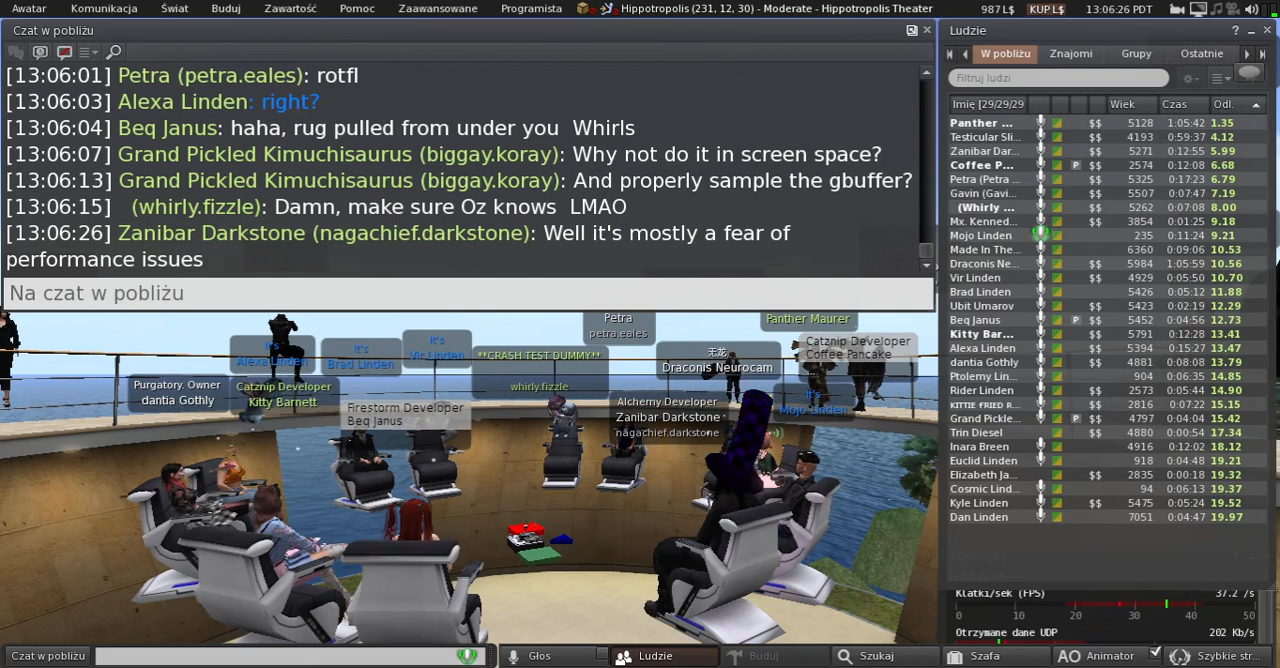 Awatar Komunikacja Świat Buduj Zawartość Pomoc Zaawansowane Programista Hippotropolis (231, 12, 30) - Moderate - Hippotropolis Theater 987 L$ KUP L$ 13:06:26 PDT
Czat w pobliżu
[13:06:01] Petra (petra.eales): rotfl
[13:06:03] Alexa Linden: right?
[13:06:04] Beq Janus: haha, rug pulled from under you Whirls
[13:06:07] Grand Pickled Kimuchisaurus (biggay.koray): Why not do it in screen space?
[13:06:13] Grand Pickled Kimuchisaurus (biggay.koray): And properly sample the gbuffer?
[13:06:15] (whirly.fizzle): Damn, make sure Oz knows LMAO
[13:06:26] Zanibar Darkstone (nagachief.darkstone): Well it's mostly a fear of
performance issues
Na czat w pobliżu
Petra
petra.eales
Panther Maurer
It's
Alexa Linden
It's
Brad Linden
It's
Vir Linden
**CRASH TEST DUMMY**
whirly.fizzle
无龙
Draconis Neurocam
Catznip Developer
Coffee Pancake
Purgatory. Owner
dantia Gothly
Catznip Developer
Kitty Barnett
Firestorm Developer
Beq Janus
Alchemy Developer
Zanibar Darkstone
nagachief.darkstone
It's
Mojo Linden
Ludzie
W pobliżu Znajomi Grupy Ostatnie
Filtruj ludzi
Imię [29/29/29 Wiek Czas Odl.
Panther ... $$ 5128 1:05:42 1.35
Testicular Sli... $$ 4193 0:59:37 4.12
Zanibar Dar... $$ 5271 0:12:55 5.99
Coffee P... P $$ 2574 0:12:08 6.68
Petra (Petra ... $$ 5325 0:17:23 6.79
Gavin (Gavi... $$ 5507 0:07:47 7.19
(Whirly ... $$ 5262 0:07:08 8.00
Mx. Kenned... $$ 3854 0:01:25 9.18
Mojo Linden 235 0:11:24 9.21
Made In The... 6360 0:09:06 10.53
Draconis Ne... $$ 5984 1:05:59 10.56
Vir Linden $$ 4929 0:05:50 10.70
Brad Linden 5426 0:05:12 11.88
Ubit Umarov $$ 5423 0:02:19 12.29
Beq Janus P $$ 5452 0:04:56 12.73
Kitty Bar... $$ 5791 0:12:28 13.41
Alexa Linden $$ 5394 0:15:27 13.47
dantia Gothly $$ 4881 0:08:08 13.79
Ptolemy Lin... 904 0:06:35 14.85
Rider Linden $$ 2573 0:05:44 14.90
KITTIE FRIED R... $$ 2816 0:07:22 15.15
Grand Pickle... P $$ 4797 0:04:04 15.42
Trin Diesel $$ 4880 0:00:54 17.34
Inara Breen 4916 0:12:02 18.12
Euclid Linden 918 0:04:48 19.21
Elizabeth Ja... $$ 2835 0:00:18 19.32
Cosmic Lind... 94 0:06:13 19.37
Kyle Linden $$ 5475 0:05:24 19.52
Dan Linden 7051 0:04:47 19.97
Klatki/sek (FPS) 37.2 /s
0 10 20 30 40 50
Otrzymane dane UDP 202 Kb/s
Czat w pobliżu Głos Ludzie Buduj Szukaj Szafa AO Animator Szybkie str...